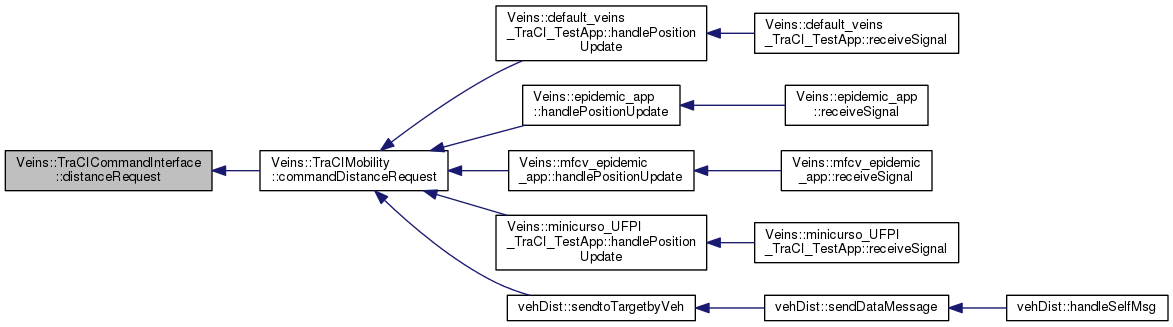 Veins::TraCICommandInterface
::distanceRequest
Veins::TraCIMobility
::commandDistanceRequest
Veins::default_veins
_TraCI_TestApp::handlePosition
Update
Veins::default_veins
_TraCI_TestApp::receiveSignal
Veins::epidemic_app
::handlePositionUpdate
Veins::epidemic_app
::receiveSignal
Veins::mfcv_epidemic
_app::handlePositionUpdate
Veins::mfcv_epidemic
_app::receiveSignal
Veins::minicurso_UFPI
_TraCI_TestApp::handlePosition
Update
Veins::minicurso_UFPI
_TraCI_TestApp::receiveSignal
vehDist::sendtoTargetbyVeh
vehDist::sendDataMessage
vehDist::handleSelfMsg